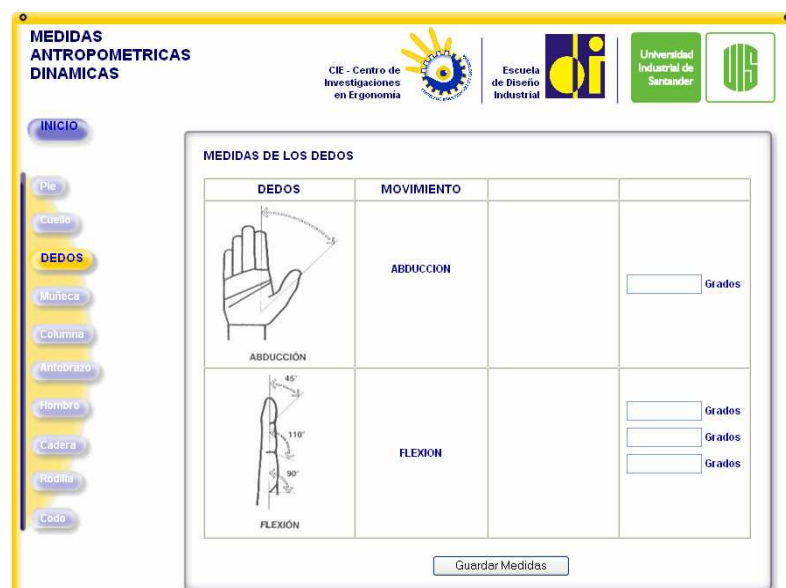 MEDIDAS
ANTROPOMETRICAS
DINAMICAS
CIE - Centro de
Investigaciones
en Ergonomía
Escuela
de Diseño
Industrial
Universidad
Industrial de
Santander
UIS
INICIO
Pie
Cuello
DEDOS
Muñeca
Columna
Antebrazo
Hombro
Cadera
Rodilla
Codo
MEDIDAS DE LOS DEDOS
DEDOS MOVIMIENTO
ABDUCCIÓN
ABDUCCION
Grados
45°
110°
90°
FLEXIÓN
FLEXION
Grados
Grados
Grados
Guardar Medidas